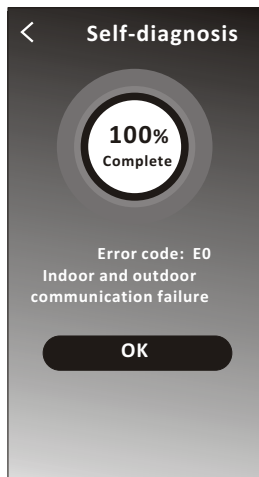 Self-diagnosis
100%
Complete
Error code: E0
Indoor and outdoor
communication failure
OK